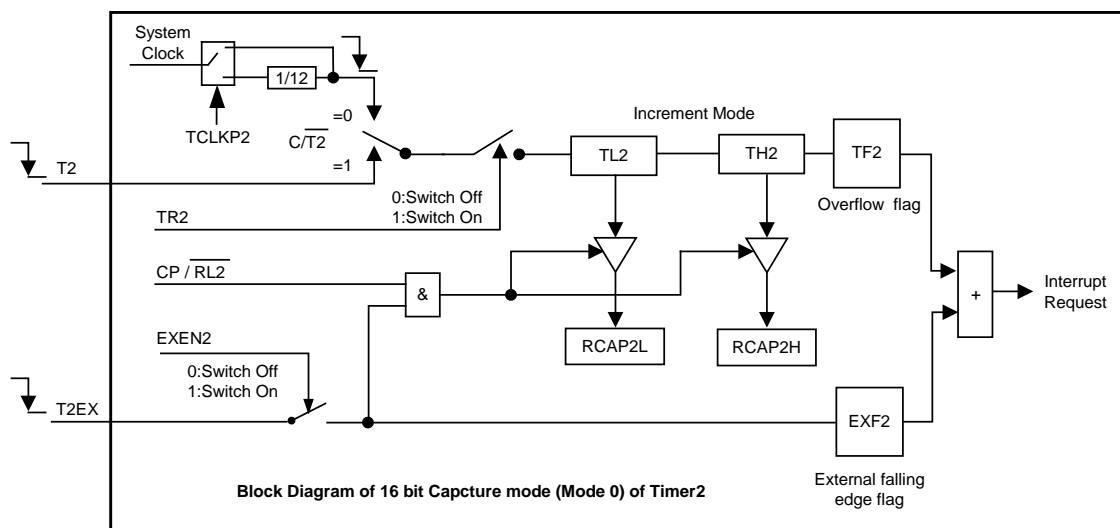 System
Clock
1/12
TCLKP2
=0
C/T2
=1
T2
Increment Mode
TL2
TH2
TF2
Overflow flag
0:Switch Off
1:Switch On
TR2
CP / RL2
&
+
Interrupt
Request
RCAP2L
RCAP2H
EXEN2
0:Switch Off
1:Switch On
T2EX
EXF2
External falling
edge flag
Block Diagram of 16 bit Capcture mode (Mode 0) of Timer2